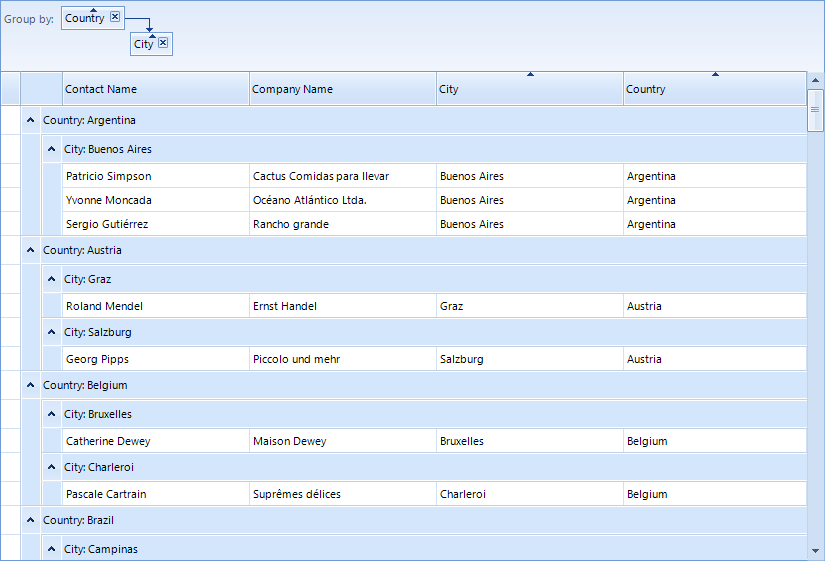 Group by: Country
City
Contact Name Company Name City Country
Country: Argentina
City: Buenos Aires
Patricio Simpson Cactus Comidas para llevar Buenos Aires Argentina
Yvonne Moncada Océano Atlántico Ltda. Buenos Aires Argentina
Sergio Gutiérrez Rancho grande Buenos Aires Argentina
Country: Austria
City: Graz
Roland Mendel Ernst Handel Graz Austria
City: Salzburg
Georg Pipps Piccolo und mehr Salzburg Austria
Country: Belgium
City: Bruxelles
Catherine Dewey Maison Dewey Bruxelles Belgium
City: Charleroi
Pascale Cartrain Suprêmes délices Charleroi Belgium
Country: Brazil
City: Campinas